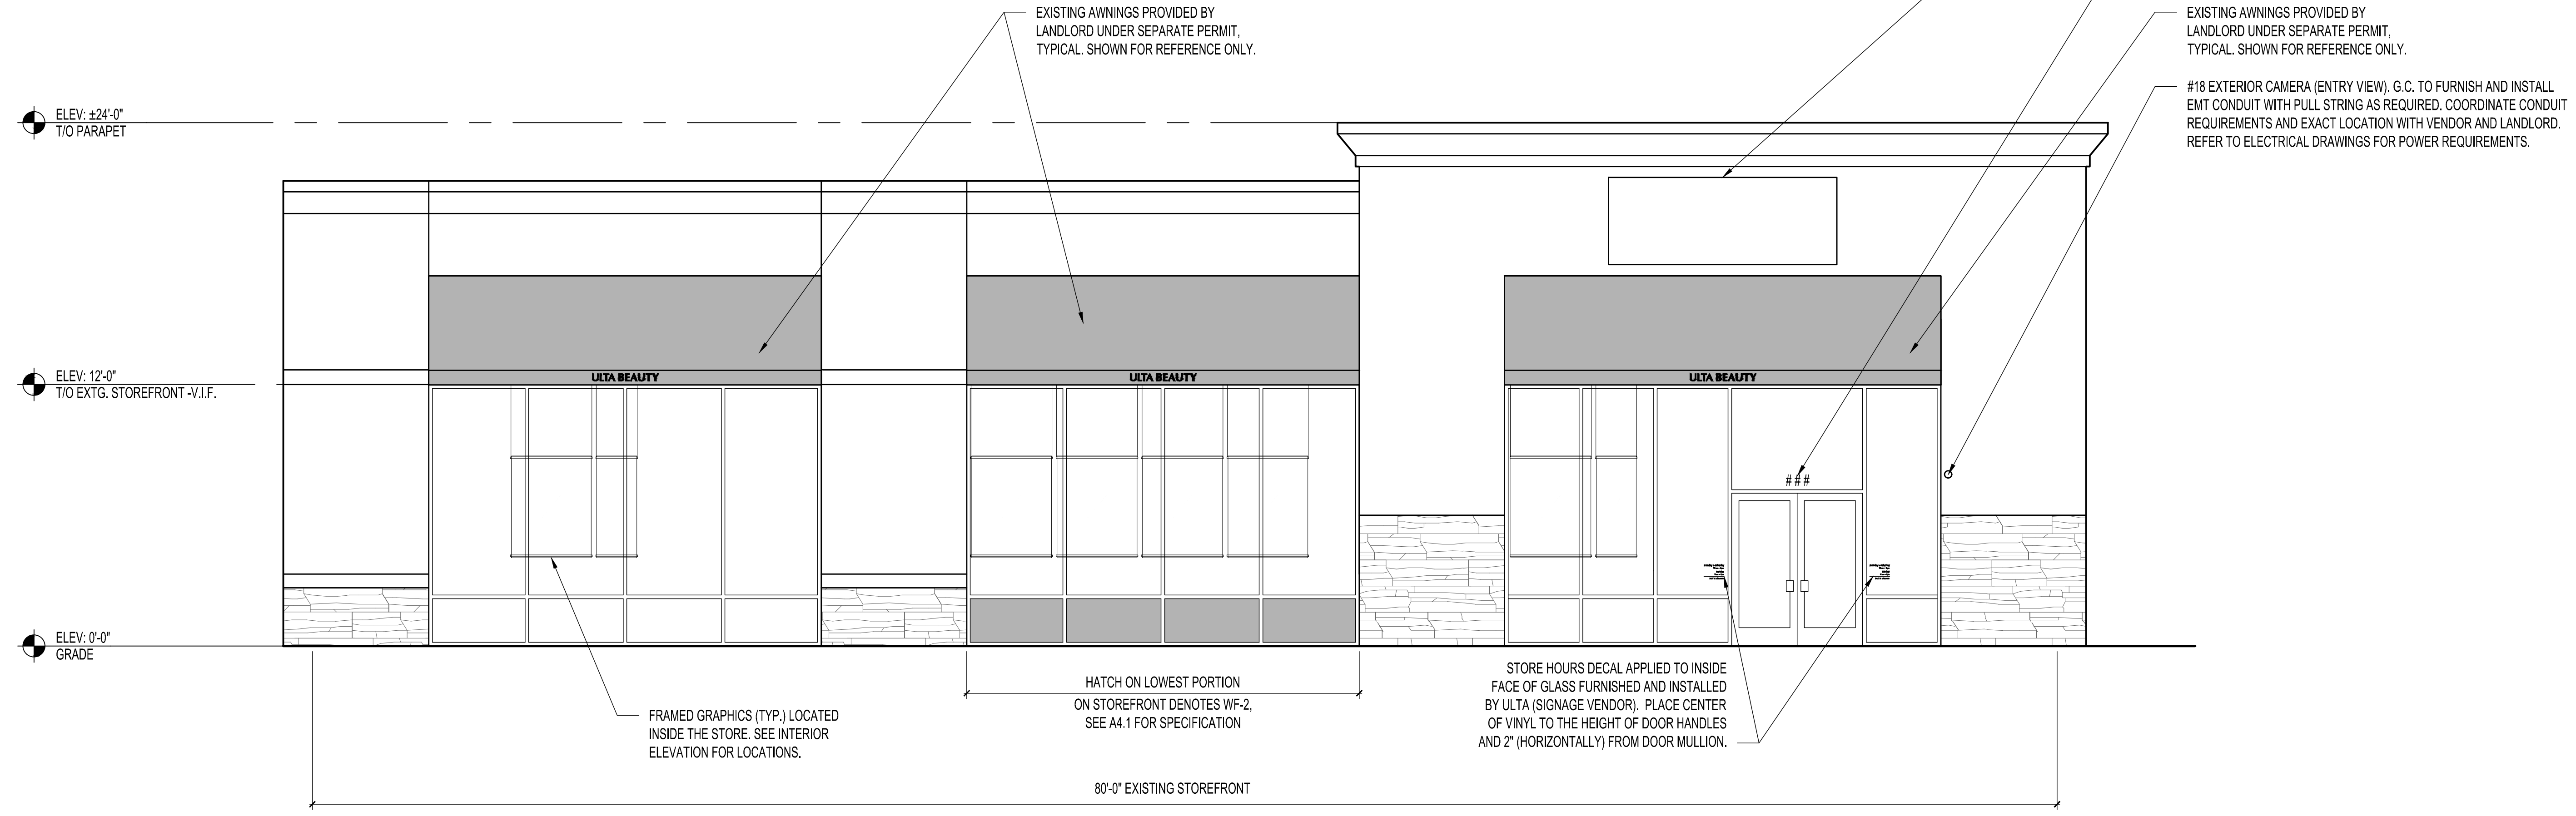 EXISTING AWNINGS PROVIDED BY
LANDLORD UNDER SEPARATE PERMIT,
TYPICAL. SHOWN FOR REFERENCE ONLY.
EXISTING AWNINGS PROVIDED BY
LANDLORD UNDER SEPARATE PERMIT,
TYPICAL. SHOWN FOR REFERENCE ONLY.
#18 EXTERIOR CAMERA (ENTRY VIEW). G.C. TO FURNISH AND INSTALL
EMT CONDUIT WITH PULL STRING AS REQUIRED. COORDINATE CONDUIT
REQUIREMENTS AND EXACT LOCATION WITH VENDOR AND LANDLORD.
REFER TO ELECTRICAL DRAWINGS FOR POWER REQUIREMENTS.
ELEV: ±24'-0"
T/O PARAPET
ELEV: 12'-0"
T/O EXTG. STOREFRONT -V.I.F.
ULTA BEAUTY
ULTA BEAUTY
ULTA BEAUTY
# # #
ELEV: 0'-0"
GRADE
FRAMED GRAPHICS (TYP.) LOCATED
INSIDE THE STORE. SEE INTERIOR
ELEVATION FOR LOCATIONS.
HATCH ON LOWEST PORTION
ON STOREFRONT DENOTES WF-2,
SEE A4.1 FOR SPECIFICATION
STORE HOURS DECAL APPLIED TO INSIDE
FACE OF GLASS FURNISHED AND INSTALLED
BY ULTA (SIGNAGE VENDOR). PLACE CENTER
OF VINYL TO THE HEIGHT OF DOOR HANDLES
AND 2" (HORIZONTALLY) FROM DOOR MULLION.
80'-0" EXISTING STOREFRONT